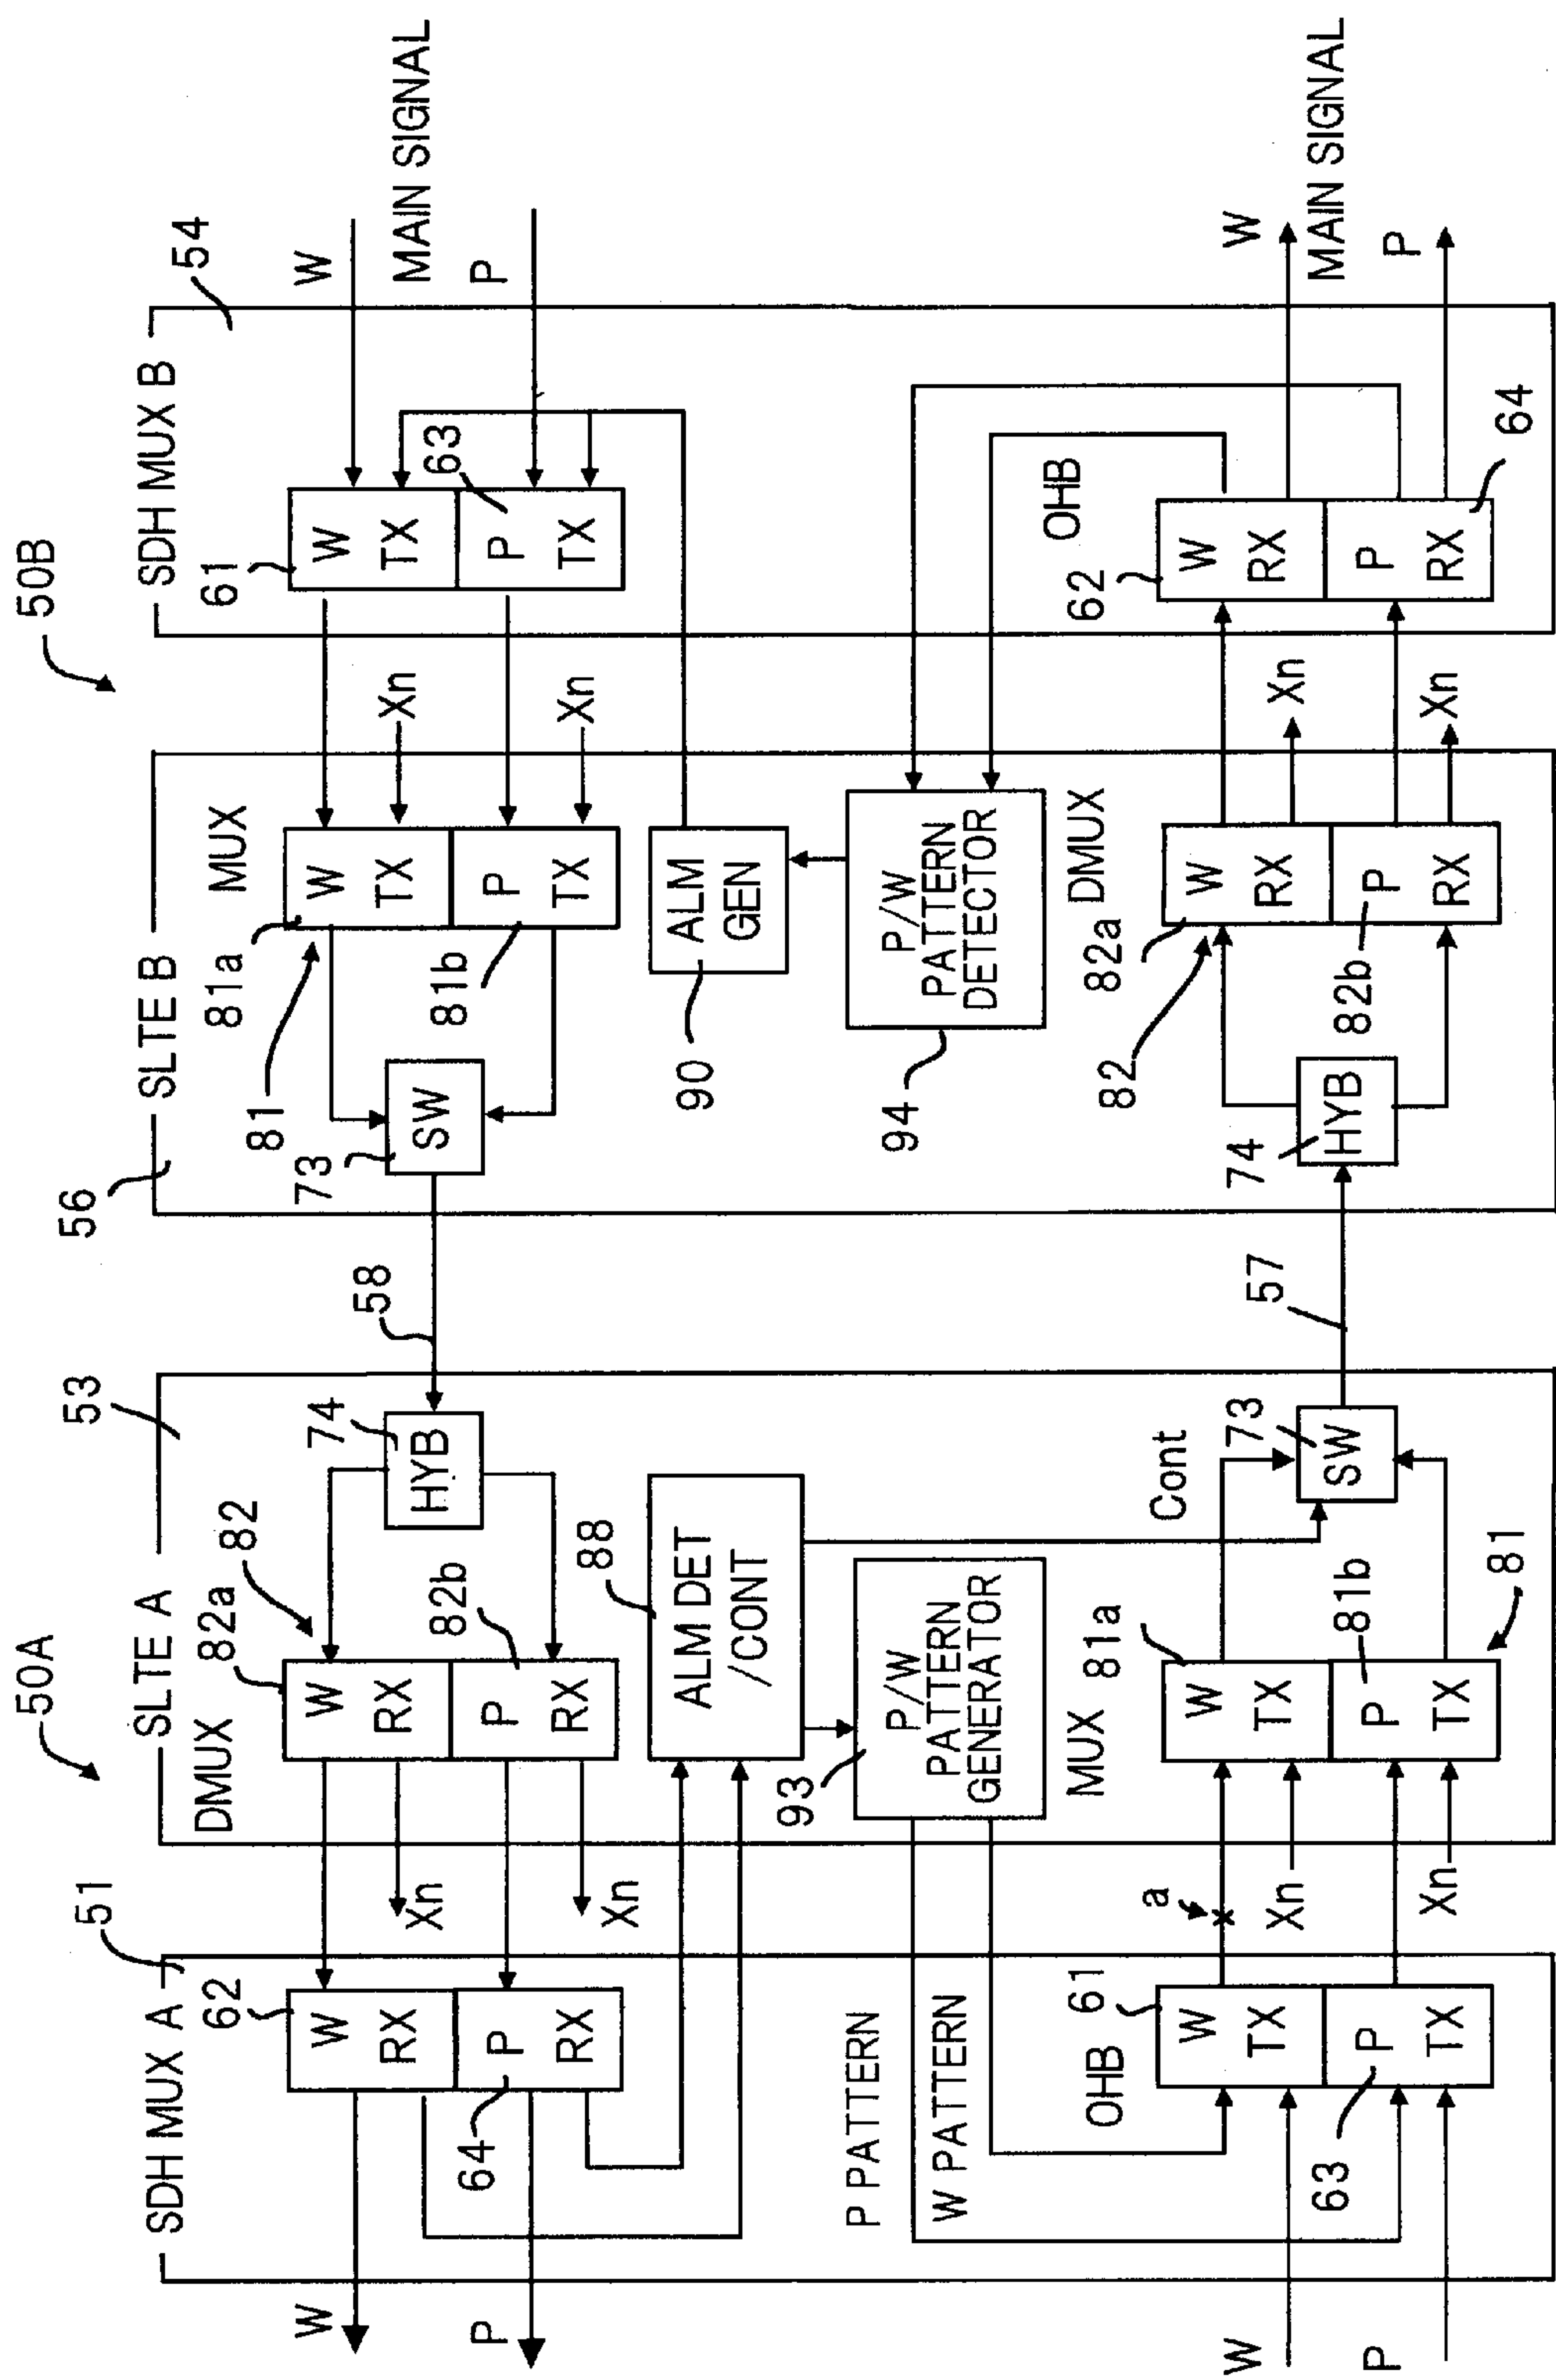 50A
50B
SDH MUX A
51
SLTE A
53
56
SLTE B
SDH MUX B
54
W
P
62
W
RX
P
RX
64
Xn
Xn
DMUX
82a
82
W
RX
P
RX
82b
74
HYB
58
73
SW
81
81a
MUX
W
TX
P
TX
81b
Xn
Xn
61
W
TX
P
TX
63
W
MAIN SIGNAL
P
88
ALM DET
/CONT
90
ALM
GEN
P PATTERN
W PATTERN
93
P/W
PATTERN
GENERATOR
Cont
94
P/W
PATTERN
DETECTOR
W
P
OHB
61
W
TX
P
TX
63
a
Xn
Xn
MUX
81a
W
TX
P
TX
81b
81
73
SW
57
74
HYB
82
82a
DMUX
W
RX
P
RX
82b
Xn
Xn
62
OHB
W
RX
P
RX
64
W
MAIN SIGNAL
P